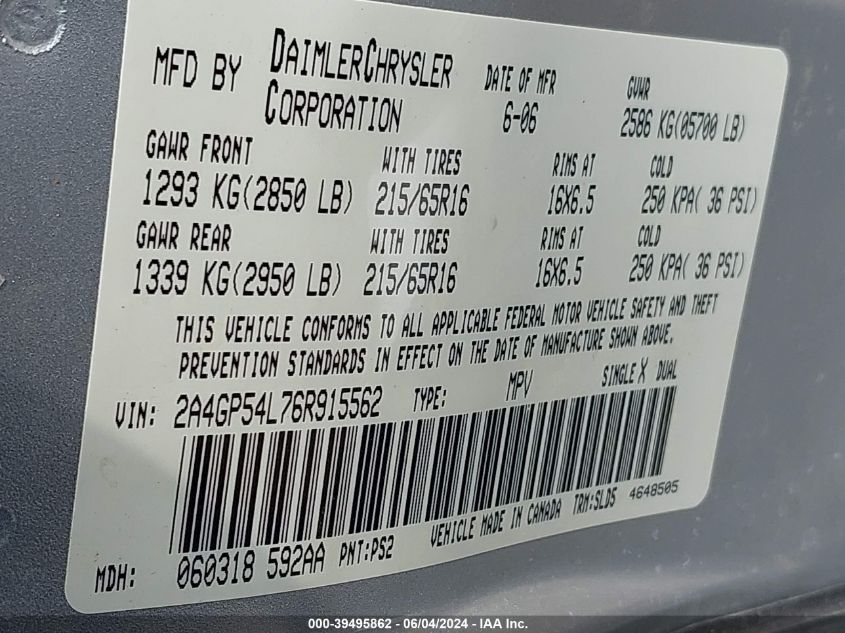 MFD BY DAIMLERCHRYSLER CORPORATION
DATE OF MFR
6-06
GVWR
2586 KG(05700 LB)
GAWR FRONT WITH TIRES RIMS AT COLD
1293 KG(2850 LB) 215/65R16 16X6.5 250 KPA( 36 PSI)
GAWR REAR WITH TIRES RIMS AT COLD
1339 KG(2950 LB) 215/65R16 16X6.5 250 KPA( 36 PSI)
THIS VEHICLE CONFORMS TO ALL APPLICABLE FEDERAL MOTOR VEHICLE SAFETY AND THEFT
PREVENTION STANDARDS IN EFFECT ON THE DATE OF MANUFACTURE SHOWN ABOVE.
VIN: 2A4GP54L76R915562 TYPE: MPV SINGLE X DUAL
MDH: 060318 592AA PNT:PS2 VEHICLE MADE IN CANADA TRM:SLD5 4648505
000-39495862 - 06/04/2024 - IAA Inc.